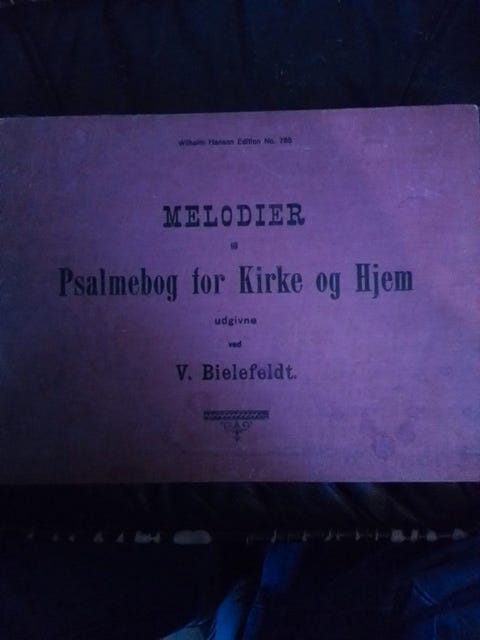 Wilhelm Hansen Edition No. 785
MELODIER
til
Psalmebog for Kirke og Hjem
udgivne
ved
V. Bielefeldt.